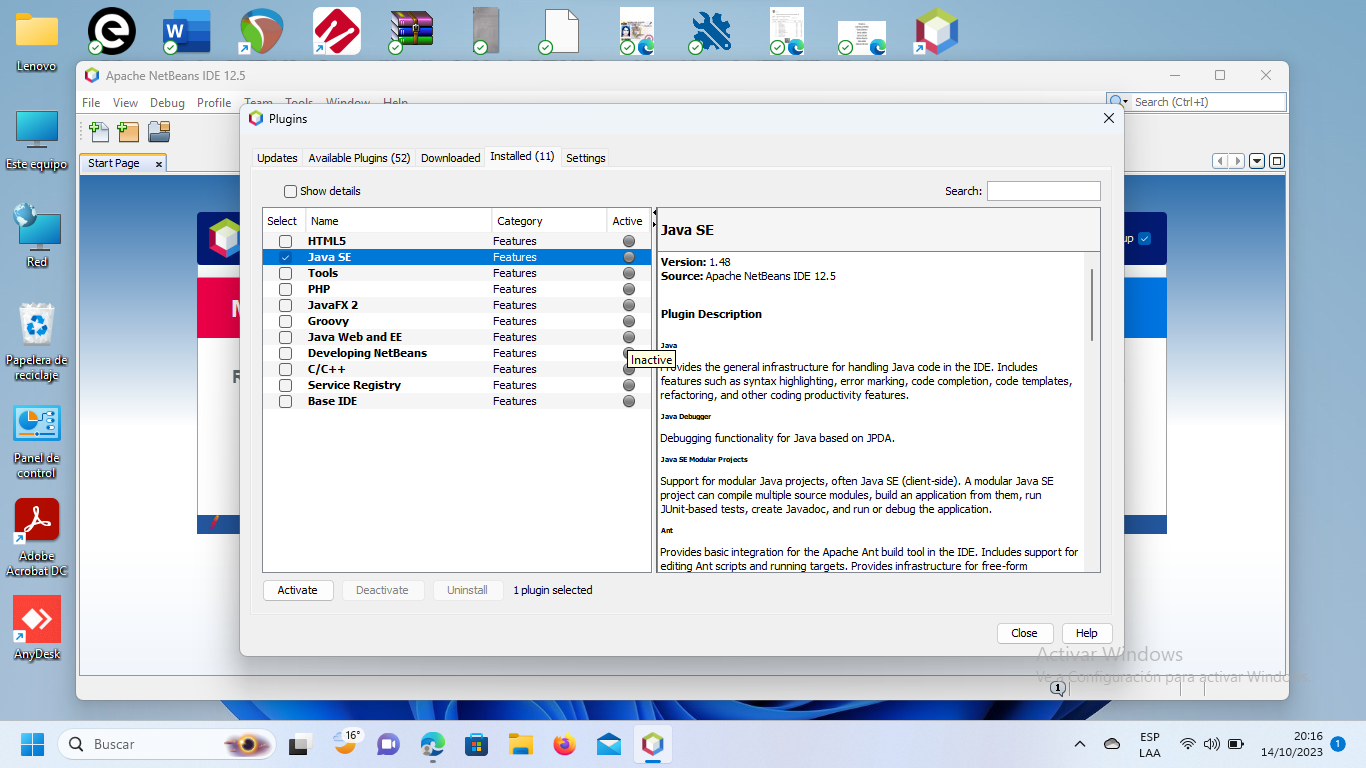 Lenovo
Este equipo
Red
Papelera de
reciclaje
Panel de
control
Adobe
Acrobat DC
AnyDesk
Apache NetBeans IDE 12.5
File View Debug Profile Team Tools Window Help
Search (Ctrl+I)
Start Page
Plugins
Updates Available Plugins (52) Downloaded Installed (11) Settings
Show details
Search:
Select Name Category Active
HTML5 Features
Java SE Features
Tools Features
PHP Features
JavaFX 2 Features
Groovy Features
Java Web and EE Features
Developing NetBeans Features
C/C++ Features
Service Registry Features
Base IDE Features
Inactive
Java SE
Version: 1.48
Source: Apache NetBeans IDE 12.5
Plugin Description
Java
Provides the general infrastructure for handling Java code in the IDE. Includes
features such as syntax highlighting, error marking, code completion, code templates,
refactoring, and other coding productivity features.
Java Debugger
Debugging functionality for Java based on JPDA.
Java SE Modular Projects
Support for modular Java projects, often Java SE (client-side). A modular Java SE
project can compile multiple source modules, build an application from them, run
JUnit-based tests, create Javadoc, and run or debug the application.
Ant
Provides basic integration for the Apache Ant build tool in the IDE. Includes support for
editing Ant scripts and running targets. Provides infrastructure for free-form
Activate Deactivate Uninstall 1 plugin selected
Close Help
Activar Windows
Ve a Configuración para activar Windows.
1
Buscar
16°
ESP
LAA
20:16
14/10/2023
1